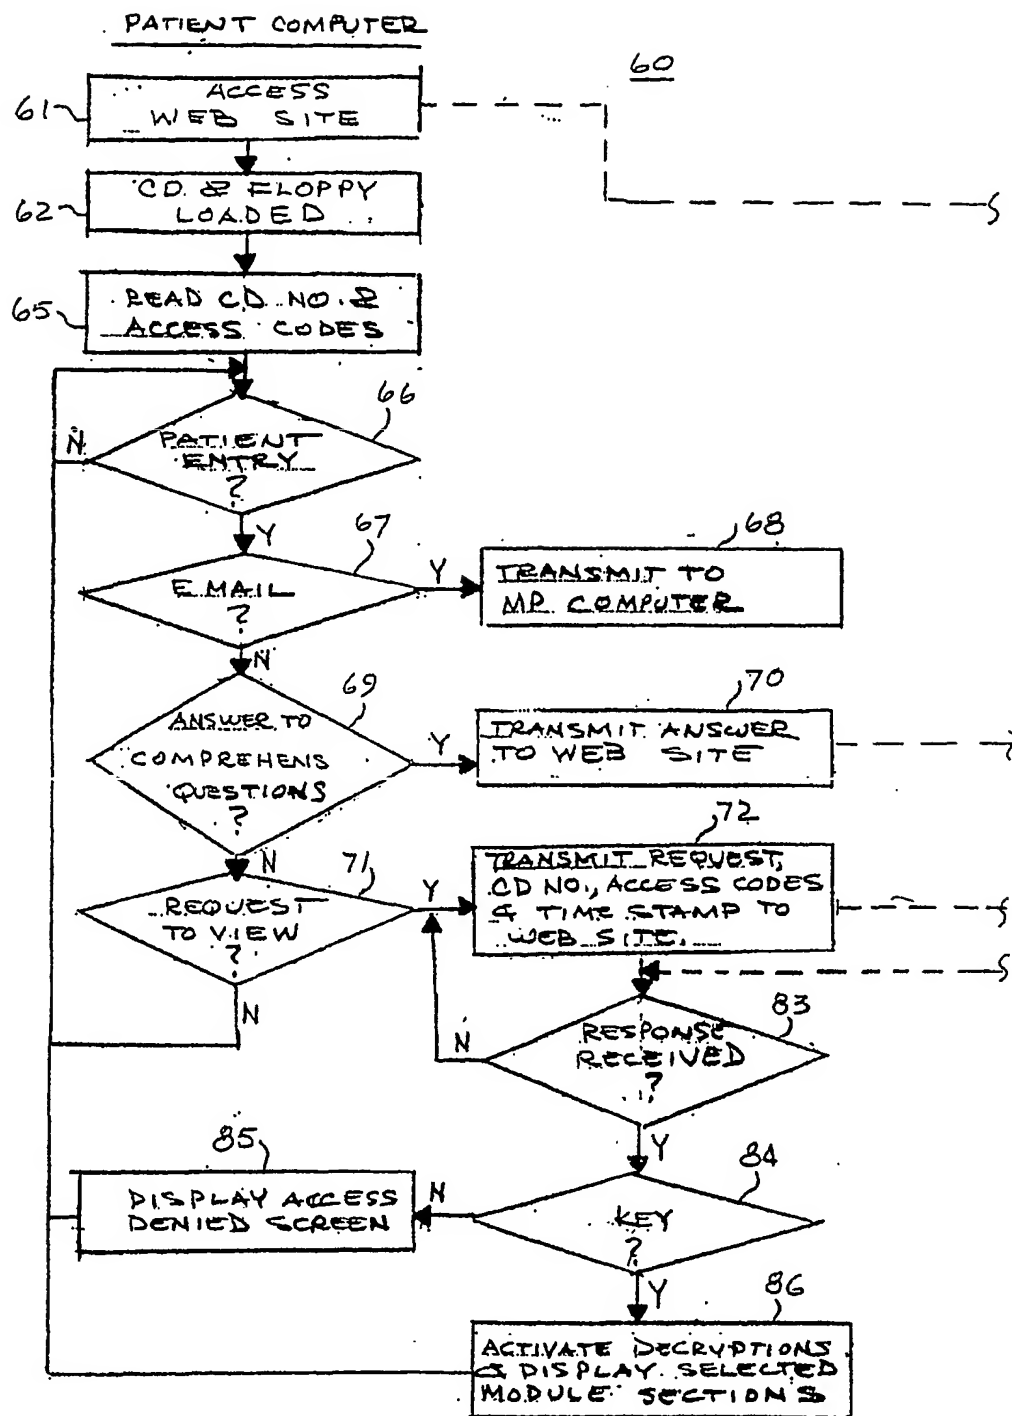 PATIENT COMPUTER
60
61
ACCESS
WEB SITE
62
CD & FLOPPY
LOADED
65
READ CD NO. &
ACCESS CODES
66
N
PATIENT
ENTRY
?
Y
67
E MAIL
?
Y
68
TRANSMIT TO
MP COMPUTER
N
69
ANSWER TO
COMPREHENS
QUESTIONS
?
Y
70
TRANSMIT ANSWER
TO WEB SITE
N
71
REQUEST
TO VIEW
?
Y
72
TRANSMIT REQUEST,
CD NO., ACCESS CODES
& TIME STAMP TO
WEB SITE.
N
83
RESPONSE
RECEIVED
?
N
Y
84
KEY
?
N
85
DISPLAY ACCESS
DENIED SCREEN
Y
86
ACTIVATE DECRYPTIONS
& DISPLAY SELECTED
MODULE SECTIONS